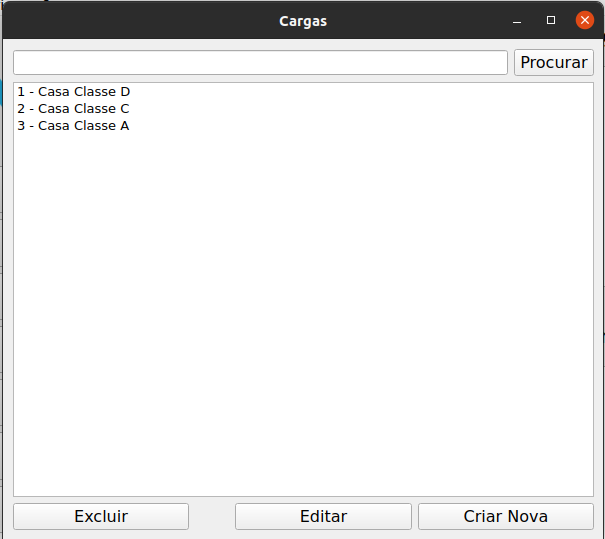 Cargas
Procurar
1 - Casa Classe D
2 - Casa Classe C
3 - Casa Classe A
Excluir
Editar
Criar Nova